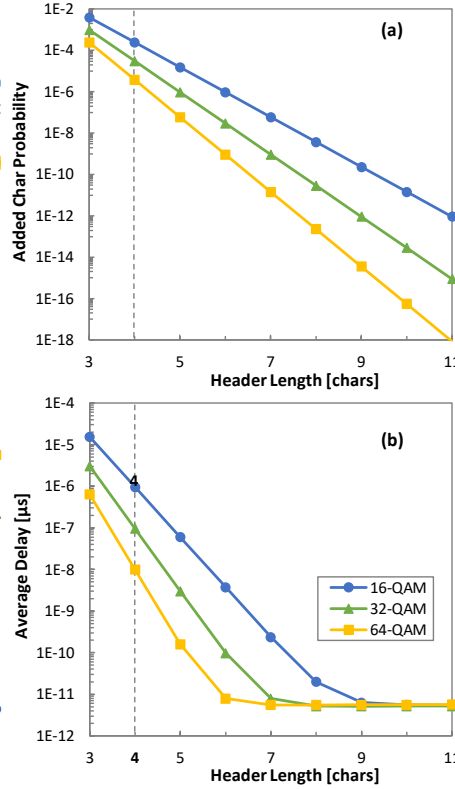 (a)
Added Char Probability
1E-2
1E-4
1E-6
1E-8
1E-10
1E-12
1E-14
1E-16
1E-18
3 5 7 9 11
Header Length [chars]
(b)
Average Delay [µs]
1E-4
1E-5
1E-6
1E-7
1E-8
1E-9
1E-10
1E-11
1E-12
4
16-QAM
32-QAM
64-QAM
3 4 5 7 9 11
Header Length [chars]